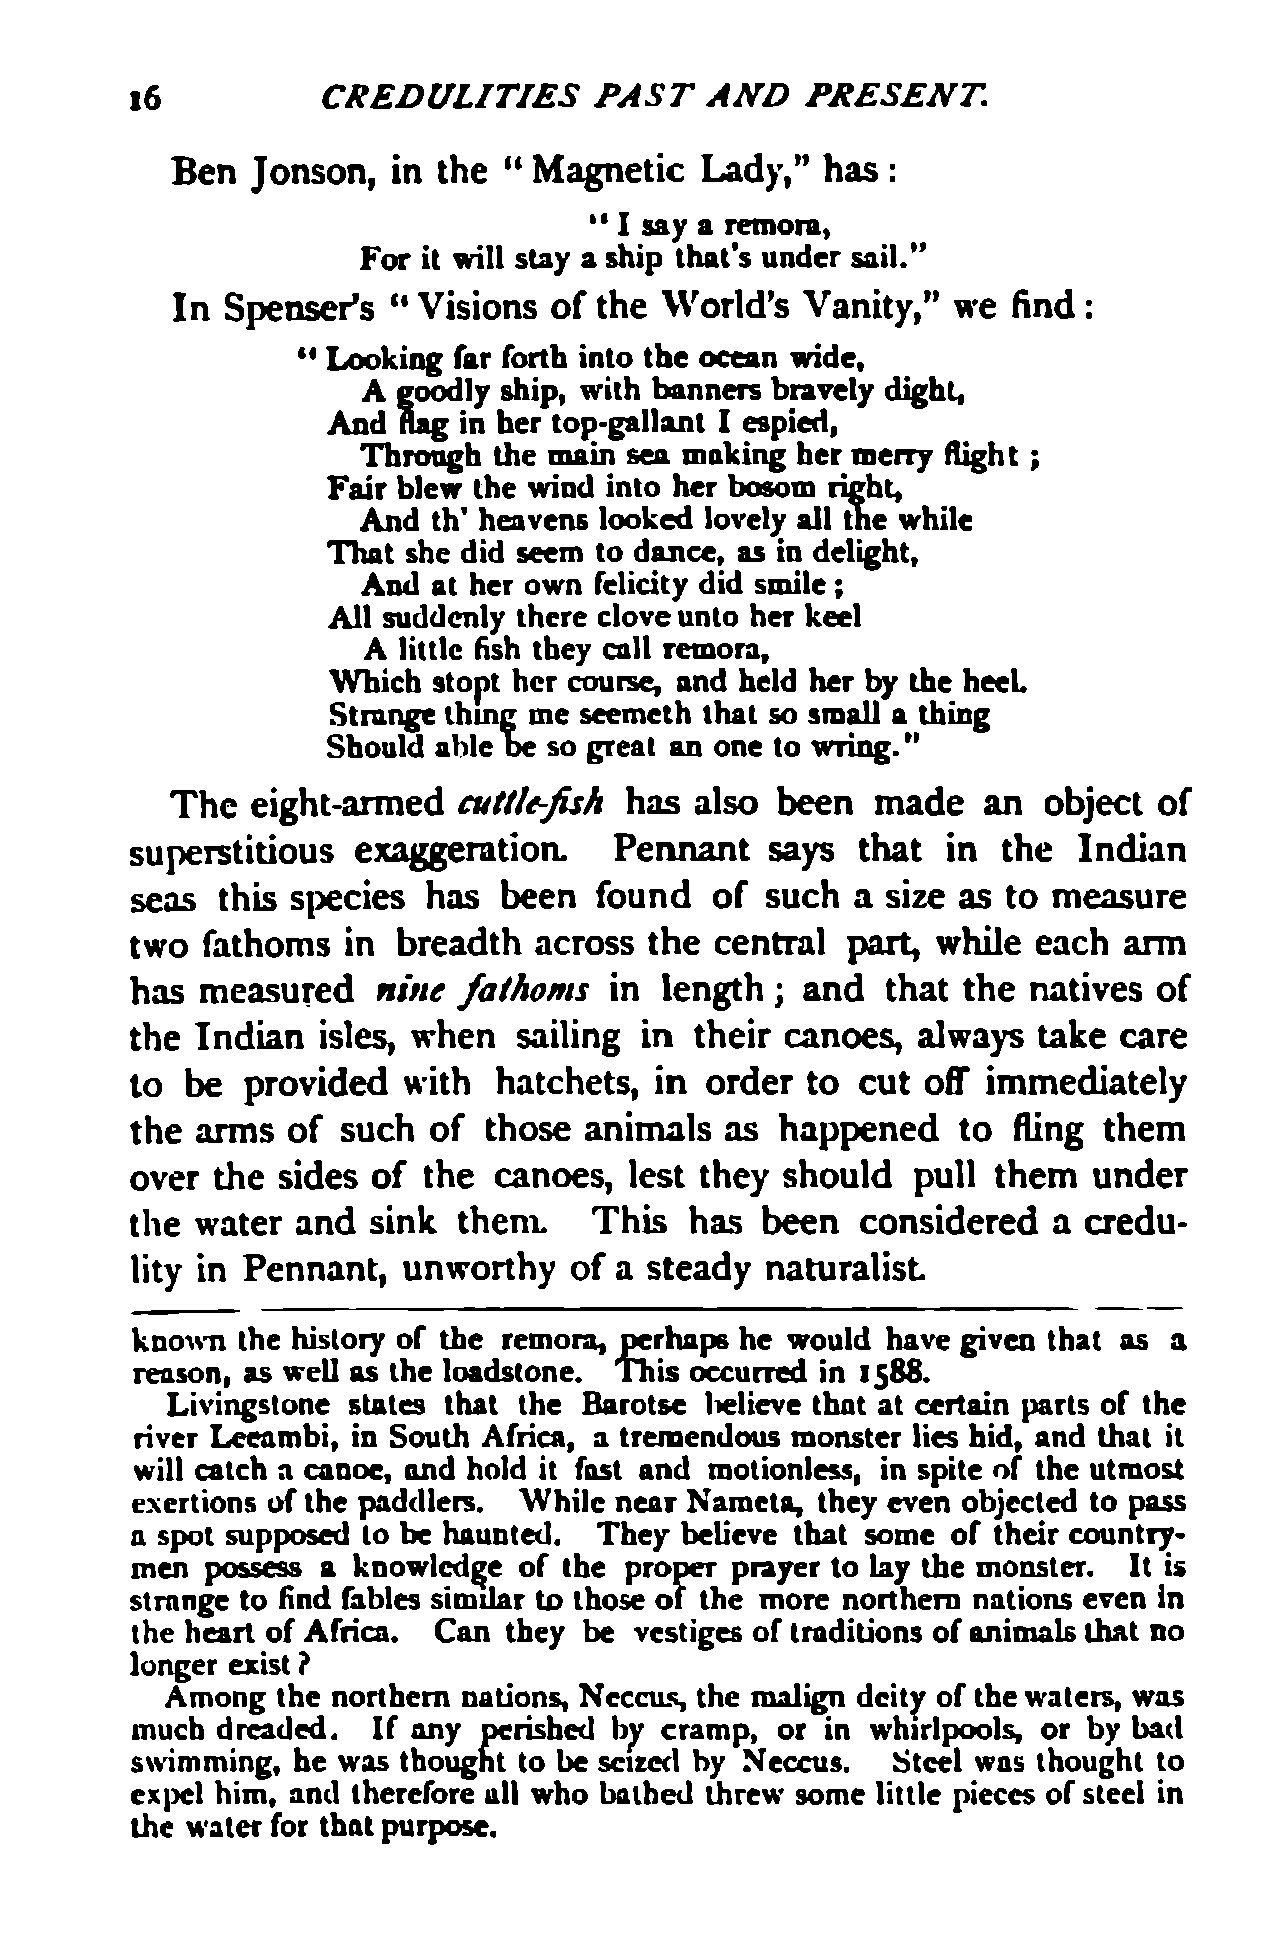 16 CREDULITIES PAST AND PRESENT.
Ben Jonson, in the “ Magnetic Lady,” has :
“ I say a remora,
For it will stay a ship that's under sail.”
In Spenser's “ Visions of the World's Vanity,” we find :
“ Looking far forth into the ocean wide,
A goodly ship, with banners bravely dight,
And flag in her top-gallant I espied,
Through the main sea making her merry flight ;
Fair blew the wind into her bosom right,
And th' heavens looked lovely all the while
That she did seem to dance, as in delight,
And at her own felicity did smile ;
All suddenly there clove unto her keel
A little fish they call remora,
Which stopt her course, and held her by the heel.
Strange thing me seemeth that so small a thing
Should able be so great an one to wring.”
The eight-armed cuttle-fish has also been made an object of
superstitious exaggeration. Pennant says that in the Indian
seas this species has been found of such a size as to measure
two fathoms in breadth across the central part, while each arm
has measured nine fathoms in length ; and that the natives of
the Indian isles, when sailing in their canoes, always take care
to be provided with hatchets, in order to cut off immediately
the arms of such of those animals as happened to fling them
over the sides of the canoes, lest they should pull them under
the water and sink them. This has been considered a credu-
lity in Pennant, unworthy of a steady naturalist.
known the history of the remora, perhaps he would have given that as a
reason, as well as the loadstone. This occurred in 1588.
Livingstone states that the Barotse believe that at certain parts of the
river Leeambi, in South Africa, a tremendous monster lies hid, and that it
will catch a canoe, and hold it fast and motionless, in spite of the utmost
exertions of the paddlers. While near Nameta, they even objected to pass
a spot supposed to be haunted. They believe that some of their country-
men possess a knowledge of the proper prayer to lay the monster. It is
strange to find fables similar to those of the more northern nations even in
the heart of Africa. Can they be vestiges of traditions of animals that no
longer exist ?
Among the northern nations, Neccus, the malign deity of the waters, was
much dreaded. If any perished by cramp, or in whirlpools, or by bad
swimming, he was thought to be seized by Neccus. Steel was thought to
expel him, and therefore all who bathed threw some little pieces of steel in
the water for that purpose.